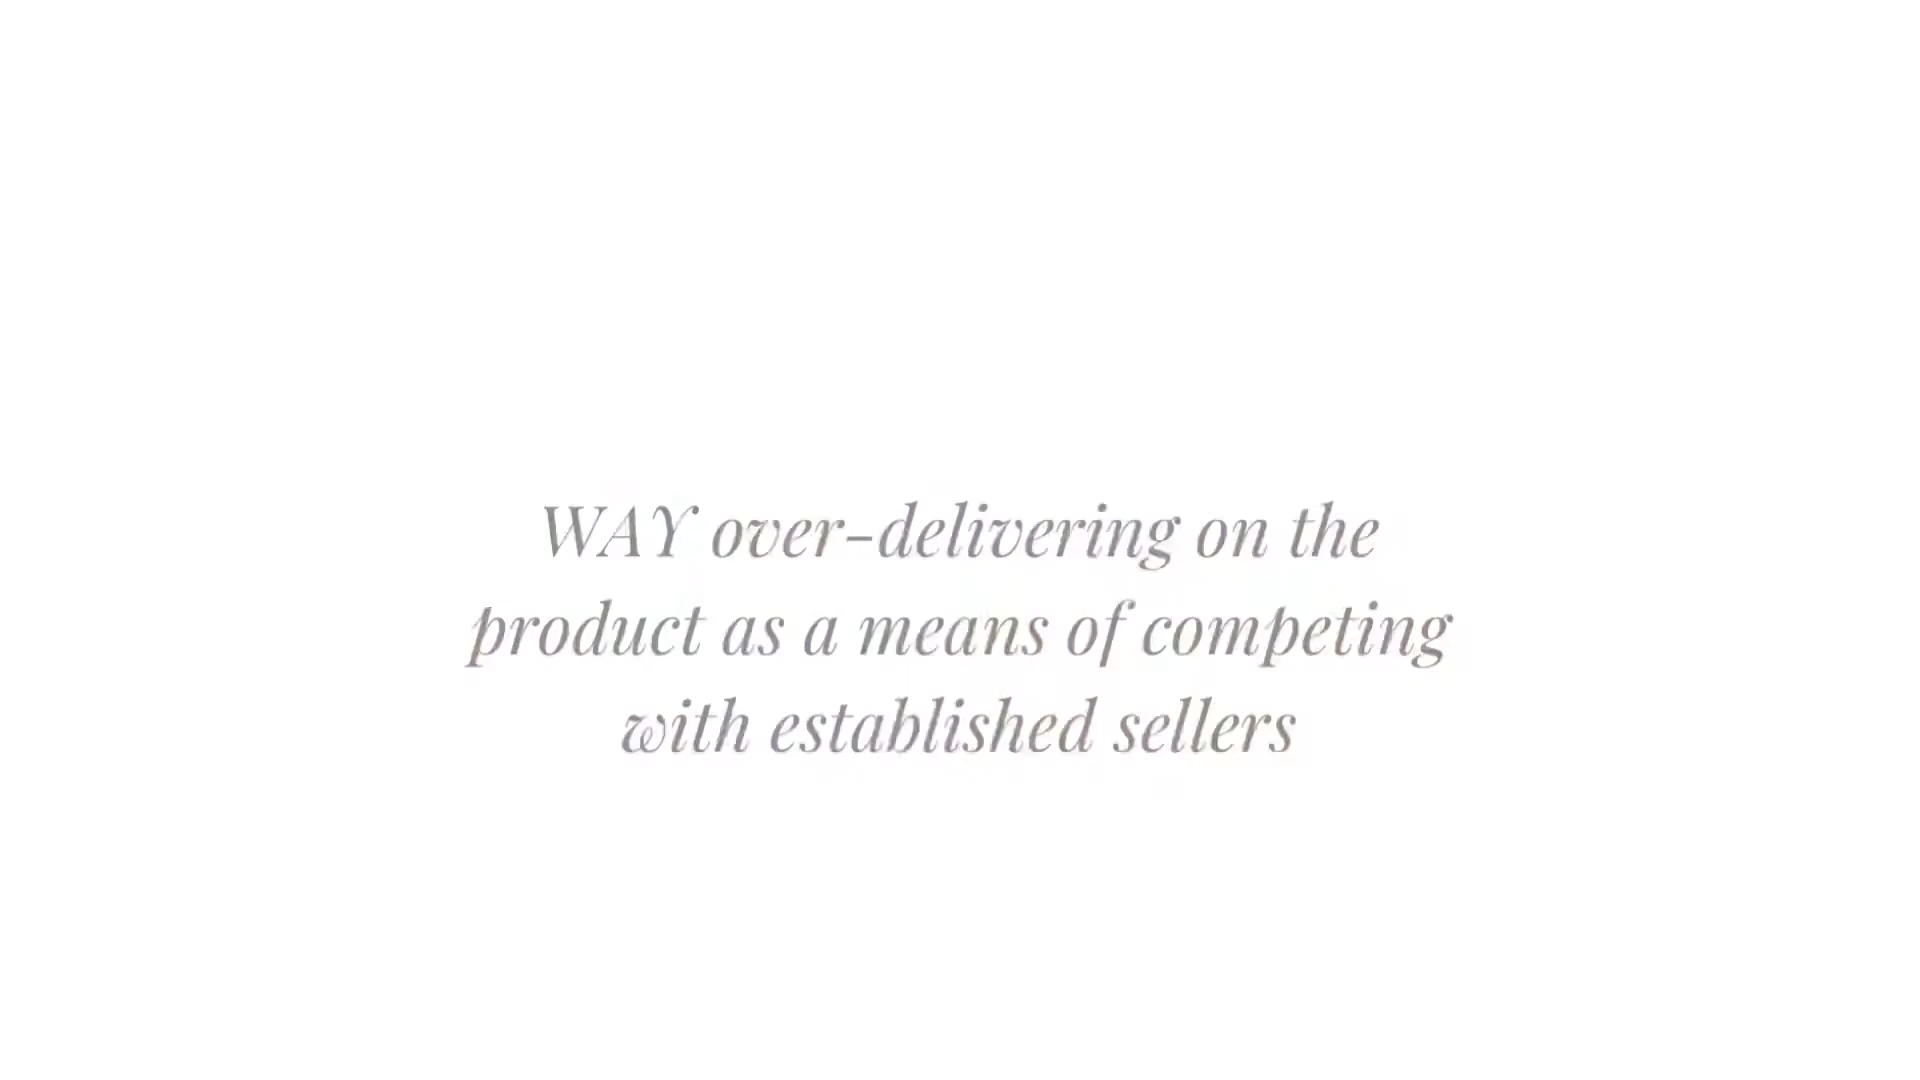 WAY over-delivering on the
product as a means of competing
with established sellers